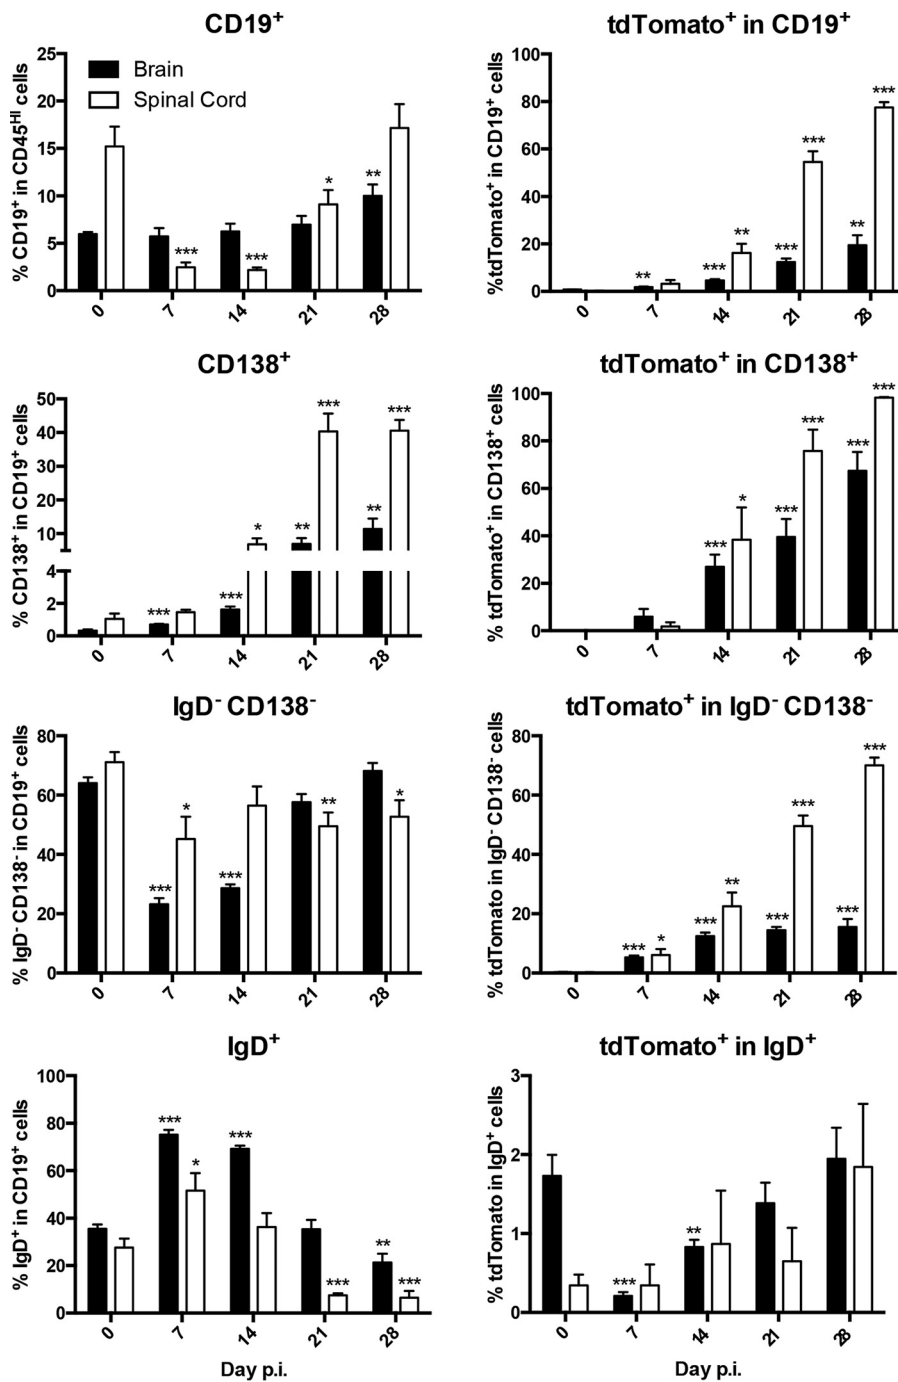 CD19⁺
% CD19⁺ in CD45ᴴᴵ cells
25
20
15
10
5
0
Brain
Spinal Cord
*** *** * **
0 7 14 21 28
tdTomato⁺ in CD19⁺
%tdTomato⁺ in CD19⁺ cells
100
80
60
40
20
0
** *** ** *** *** ** ***
0 7 14 21 28
CD138⁺
% CD138⁺ in CD19⁺ cells
50
40
30
20
10
4
2
0
*** *** * ** *** ** ***
0 7 14 21 28
tdTomato⁺ in CD138⁺
% tdTomato⁺ in CD138⁺ cells
100
80
60
40
20
0
*** * *** *** *** ***
0 7 14 21 28
IgD⁻ CD138⁻
% IgD⁻ CD138⁻ in CD19⁺ cells
80
60
40
20
0
*** * *** ** *
0 7 14 21 28
tdTomato⁺ in IgD⁻ CD138⁻
% tdTomato in IgD⁻ CD138⁻ cells
80
60
40
20
0
*** * *** ** *** *** *** ***
0 7 14 21 28
IgD⁺
% IgD⁺ in CD19⁺ cells
100
80
60
40
20
0
*** * *** *** ** ***
0 7 14 21 28
Day p.i.
tdTomato⁺ in IgD⁺
% tdTomato in IgD⁺ cells
3
2
1
0
*** **
0 7 14 21 28
Day p.i.